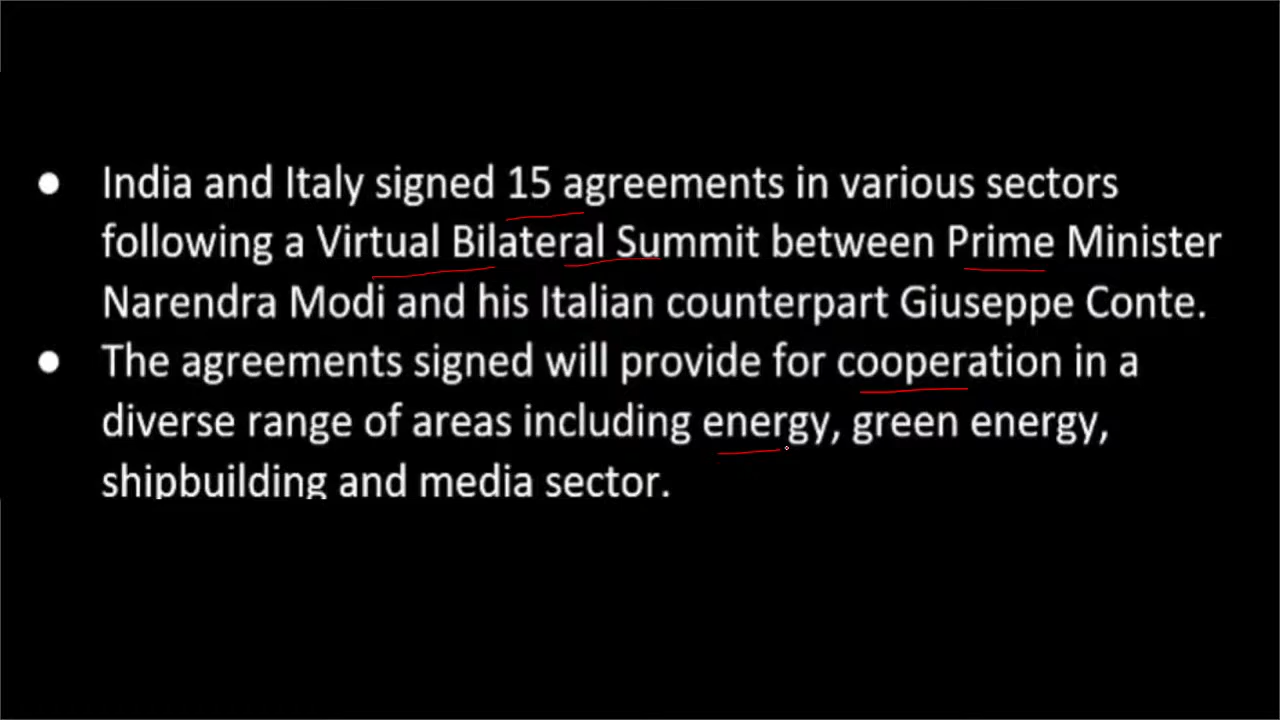 ● India and Italy signed 15 agreements in various sectors
following a Virtual Bilateral Summit between Prime Minister
Narendra Modi and his Italian counterpart Giuseppe Conte.
● The agreements signed will provide for cooperation in a
diverse range of areas including energy, green energy,
shipbuilding and media sector.